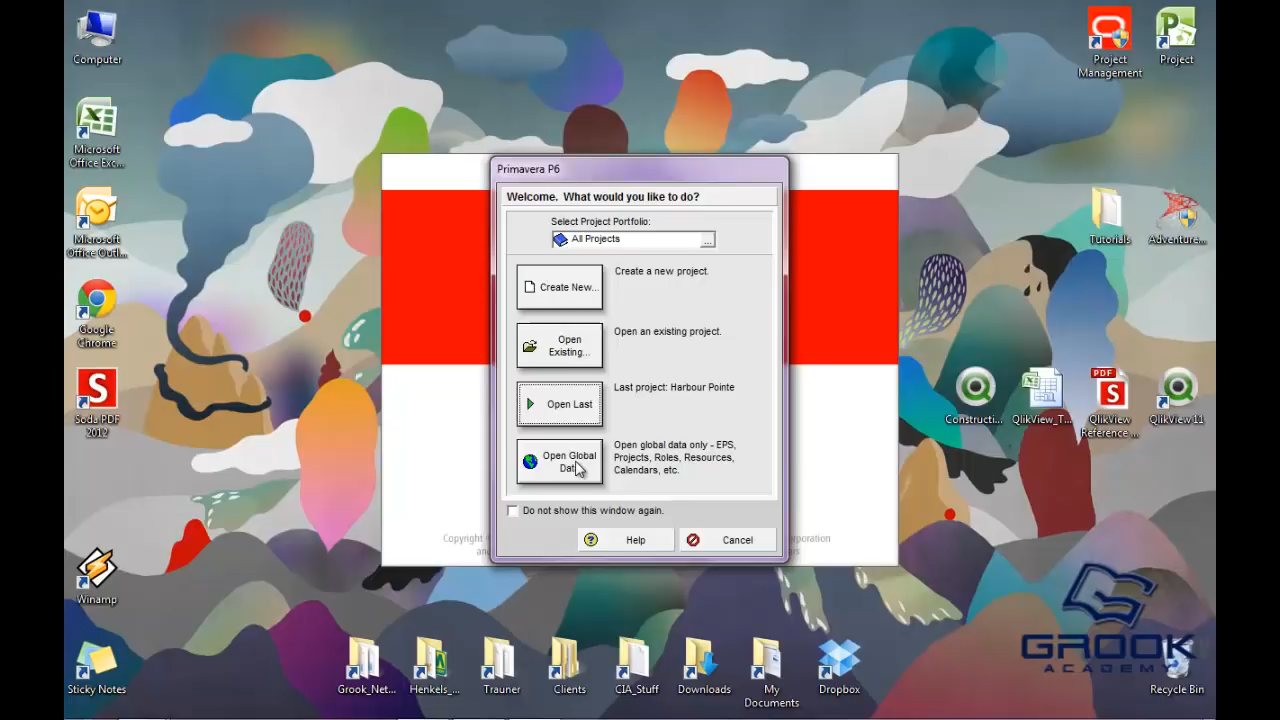 Computer
Project
Management
Project
Microsoft
Office Exc...
Primavera P6
Welcome. What would you like to do?
Select Project Portfolio:
All Projects
...
Create New...
Create a new project.
Open
Existing...
Open an existing project.
Open Last
Last project: Harbour Pointe
Open Global
Open global data only - EPS,
Projects, Roles, Resources,
Calendars, etc.
Do not show this window again.
Help
Cancel
Copyright
rporation
Microsoft
Office Outl...
Tutorials
Adventure...
Google
Chrome
S
Soda PDF
2012
Constructi...
QlikView_T...
PDF
S
QlikView
Reference ...
QlikView 11
Winamp
Sticky Notes
Grook_Net...
Henkels_...
Trauner
Clients
CIA_Stuff
Downloads
My
Documents
Dropbox
GROOK
ACADEMY
Recycle Bin